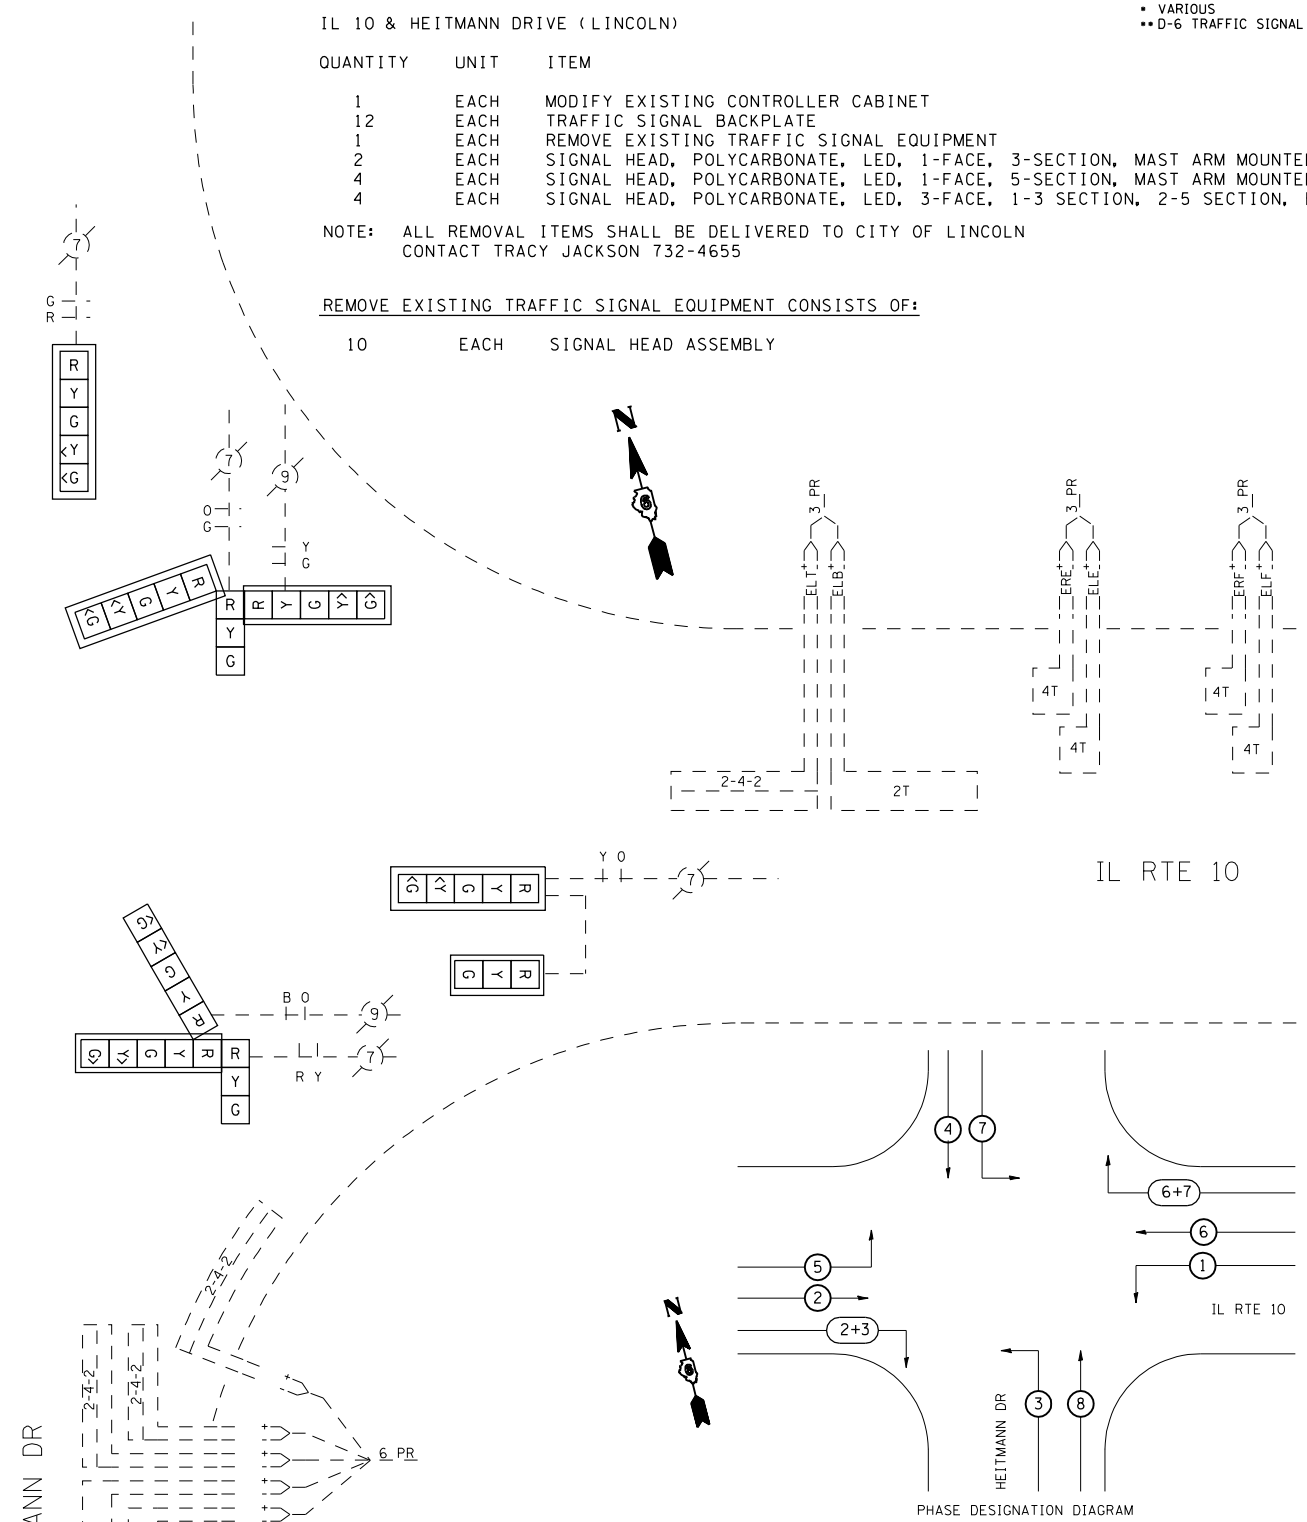 IL 10 & HEITMANN DRIVE (LINCOLN)
* VARIOUS
** D-6 TRAFFIC SIGNAL
QUANTITY UNIT ITEM
1 EACH MODIFY EXISTING CONTROLLER CABINET
12 EACH TRAFFIC SIGNAL BACKPLATE
1 EACH REMOVE EXISTING TRAFFIC SIGNAL EQUIPMENT
2 EACH SIGNAL HEAD, POLYCARBONATE, LED, 1-FACE, 3-SECTION, MAST ARM
4 EACH SIGNAL HEAD, POLYCARBONATE, LED, 1-FACE, 5-SECTION, MAST ARM
4 EACH SIGNAL HEAD, POLYCARBONATE, LED, 3-FACE, 1-3 SECTION, 2-5 SECTION,
NOTE: ALL REMOVAL ITEMS SHALL BE DELIVERED TO CITY OF LINCOLN
CONTACT TRACY JACKSON 732-4655
REMOVE EXISTING TRAFFIC SIGNAL EQUIPMENT CONSISTS OF:
10 EACH SIGNAL HEAD ASSEMBLY
7
G
R
R
Y
G
<Y
<G
N
6
7
9
O
G
Y
G
R Y G <Y <G
R
Y
G
R Y G Y> G>
3 PR
3 PR
3 PR
ELT+
ELB+
ERE+
ELE+
ERF+
ELF+
4T
4T
4T
4T
2-4-2
2T
IL RTE 10
<G <Y G Y R
Y O
7
G Y R
<G <Y G Y R
B O
9
G> Y> G Y R
R
Y
G
R Y
7
4
7
6+7
6
1
5
2
2+3
3
8
IL RTE 10
HEITMANN DR
N
6
PHASE DESIGNATION DIAGRAM
2-4-2
2-4-2
2-4-2
+
+
+
+
+
6 PR
DR